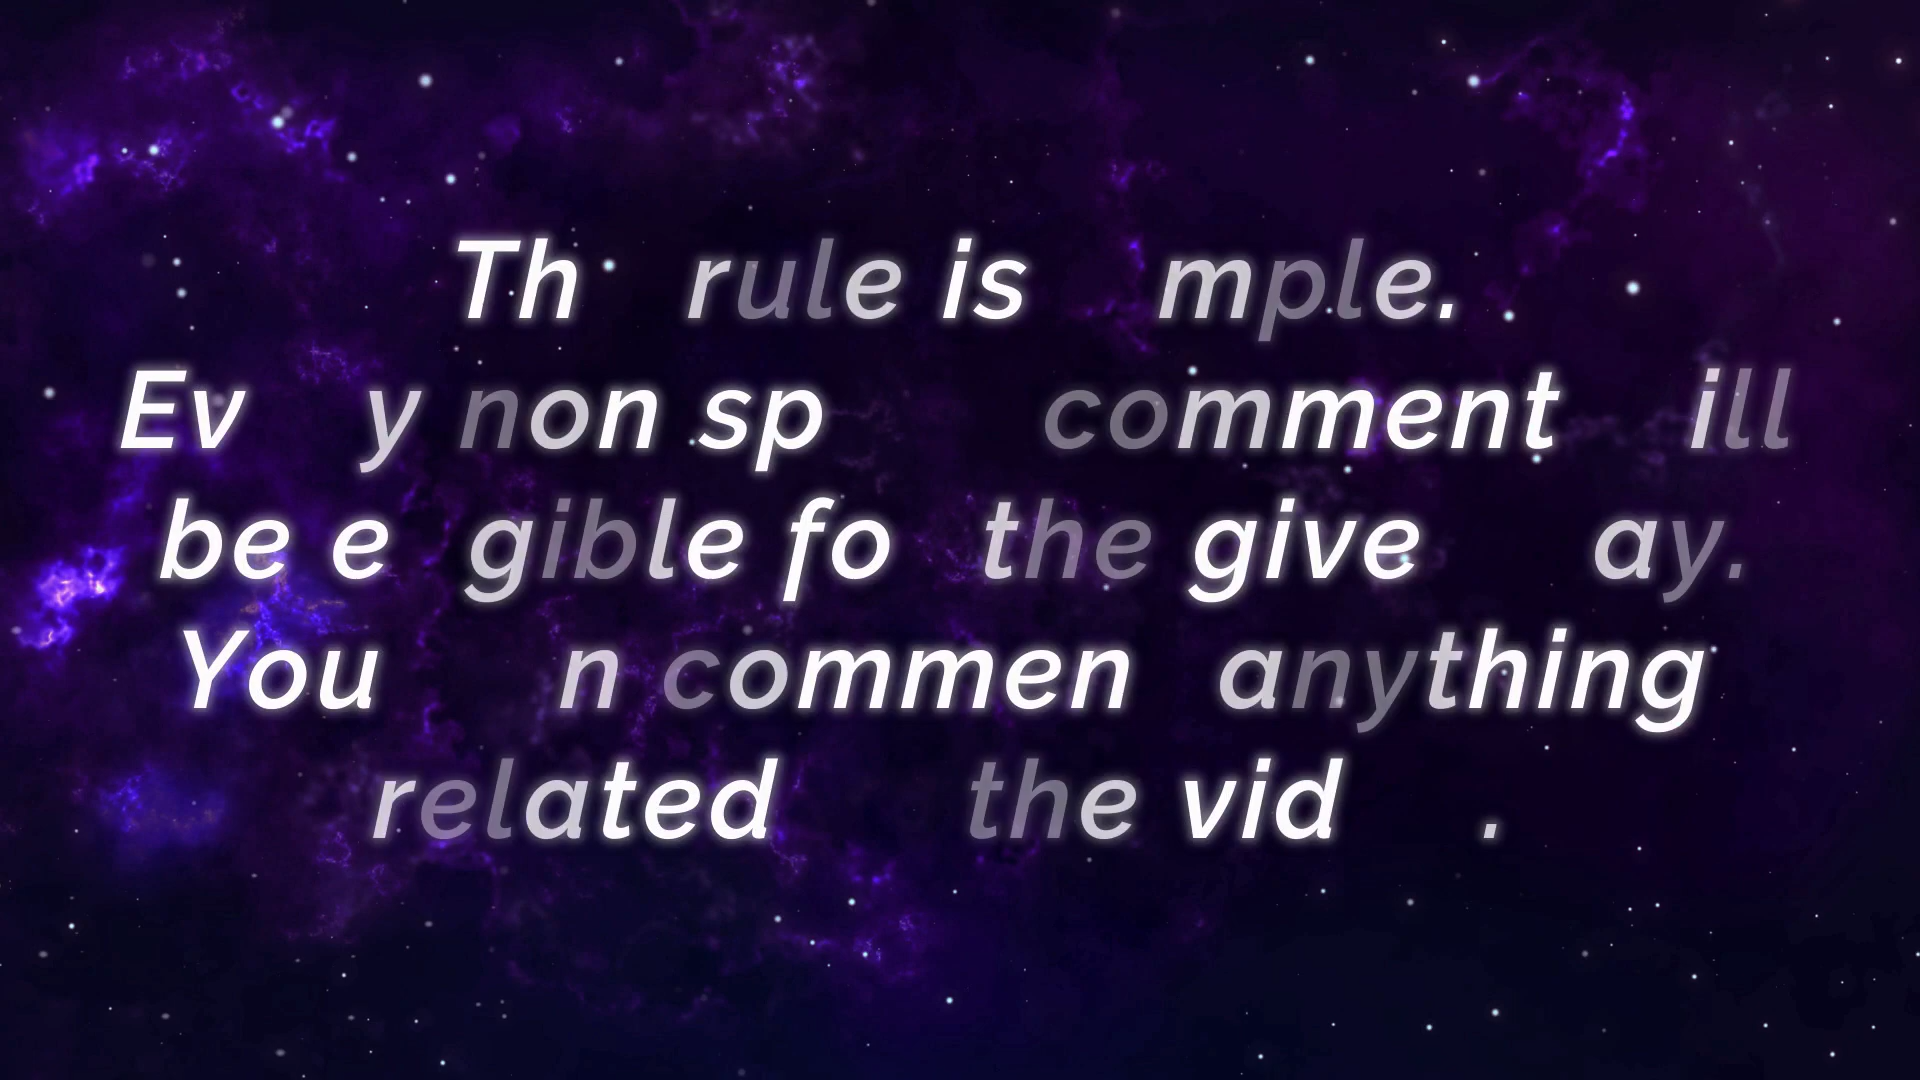 Th rule is mple.
Ev y non sp comment ill
be e gible fo the give ay.
You n commen anything
related the vid .